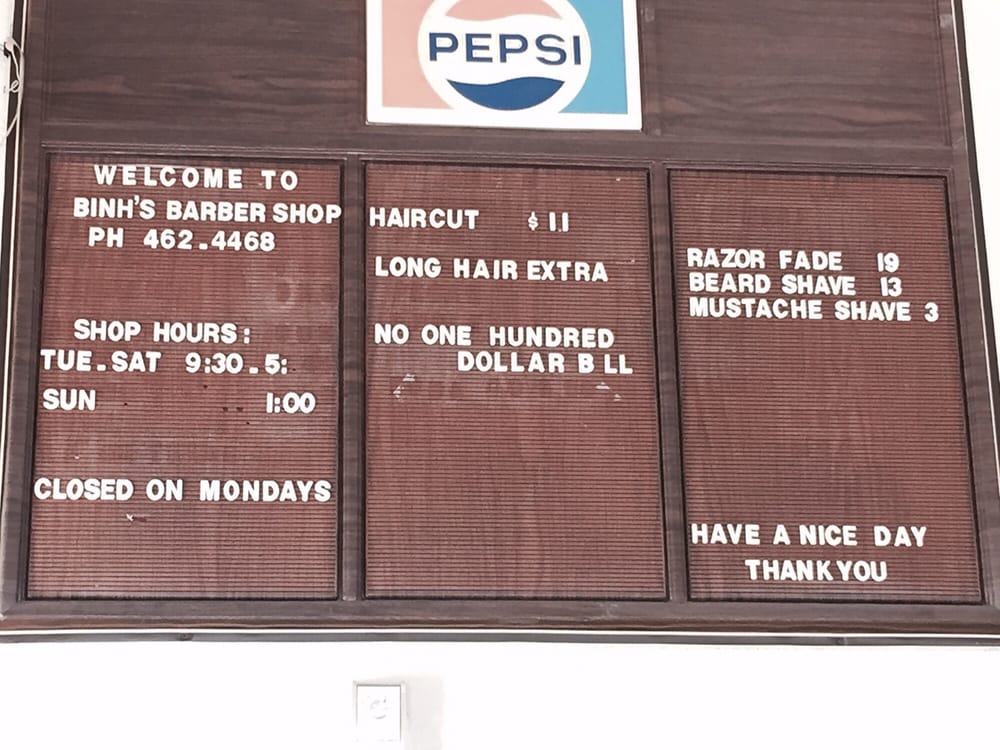 PEPSI
WELCOME TO
BINH'S BARBER SHOP
PH 462.4468
SHOP HOURS:
TUE.SAT 9:30.5:
SUN 1:00
CLOSED ON MONDAYS
HAIRCUT $11
LONG HAIR EXTRA
NO ONE HUNDRED
DOLLAR B LL
RAZOR FADE 19
BEARD SHAVE 13
MUSTACHE SHAVE 3
HAVE A NICE DAY
THANK YOU